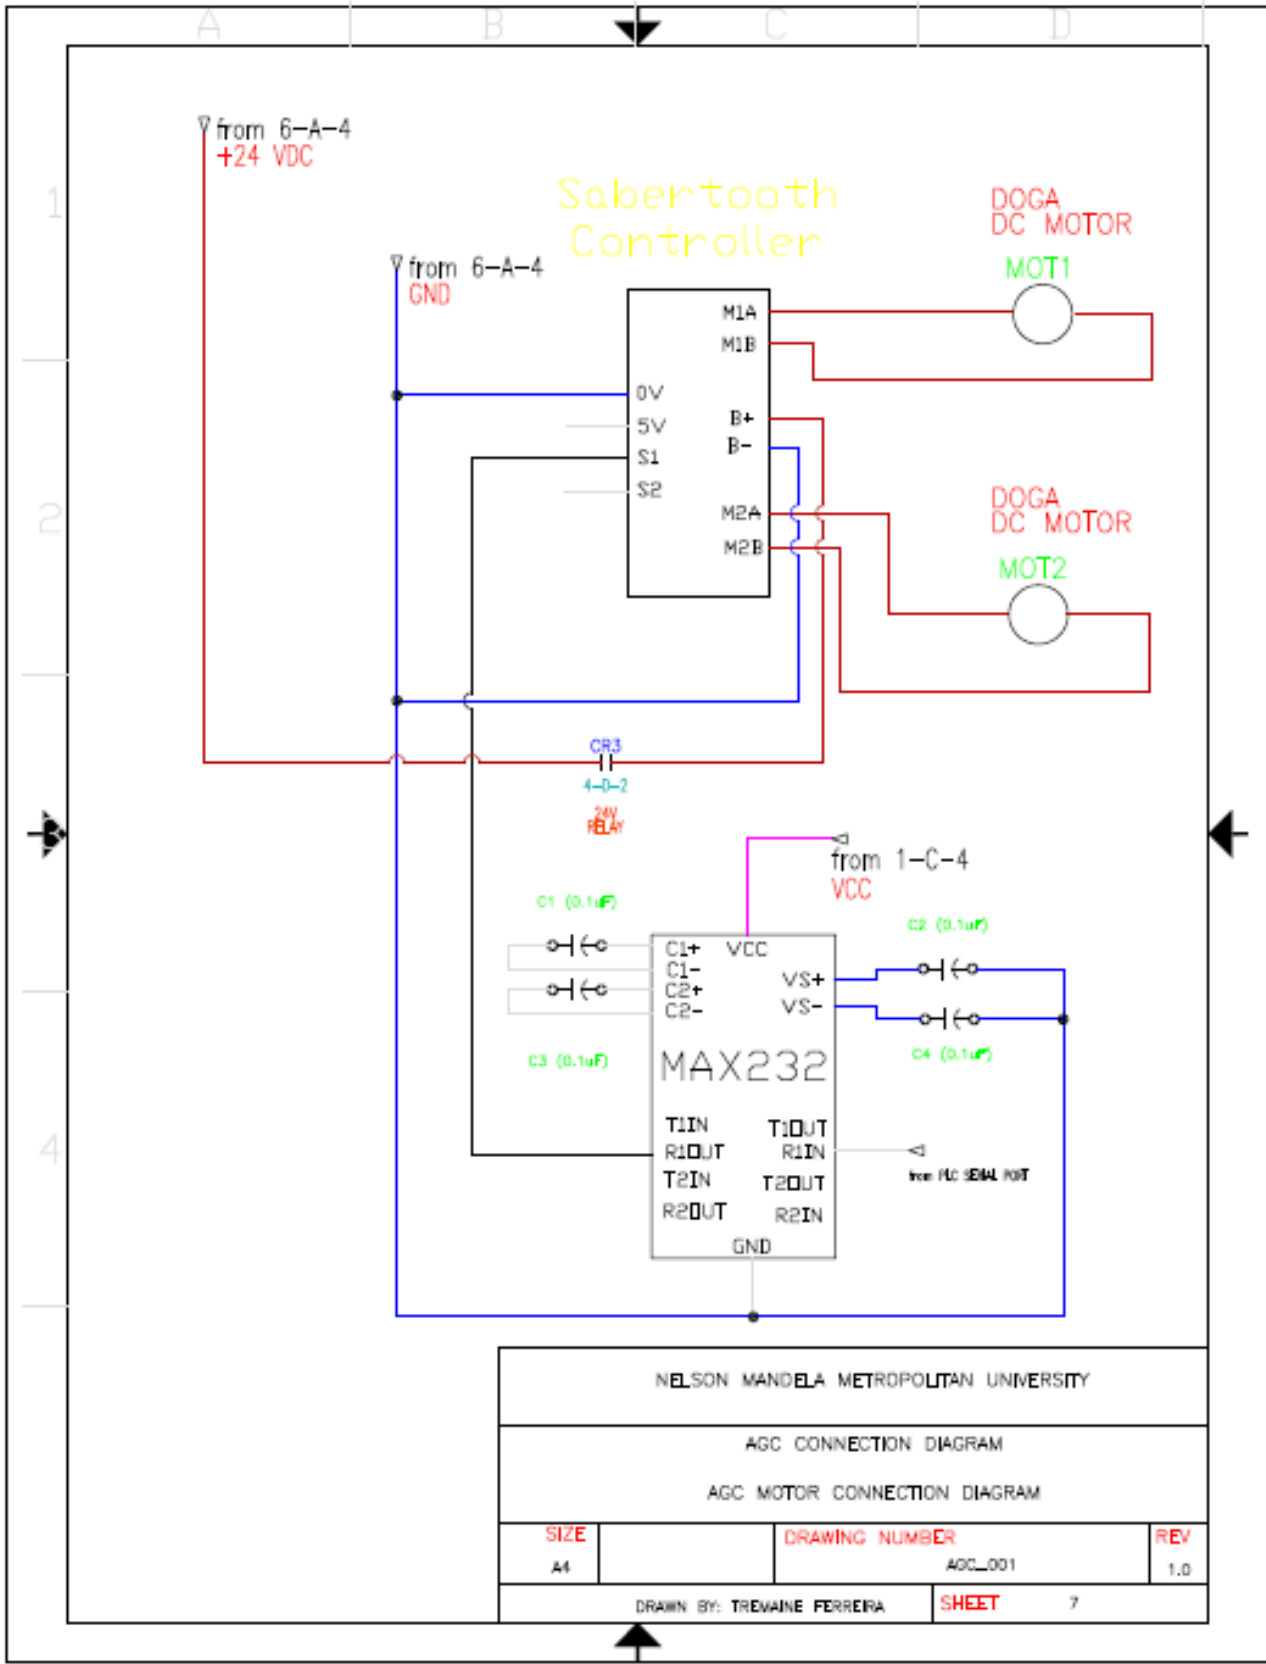 A B C D
1
2
3
4
from 6-A-4
+24 VDC
from 6-A-4
GND
Sabertooth
Controller
DOGA
DC MOTOR
MOT1
M1A
M1B
0V
5V
S1
S2
B+
B-
M2A
M2B
DOGA
DC MOTOR
MOT2
CR3
4-D-2
24V
RELAY
from 1-C-4
VCC
C1 (0.1uF)
C2 (0.1uF)
C1+
C1-
C2+
C2-
VCC
VS+
VS-
C3 (0.1uF)
C4 (0.1uF)
MAX232
T1IN
R1OUT
T2IN
R2OUT
T1OUT
R1IN
T2OUT
R2IN
GND
from PLC SERIAL PORT
NELSON MANDELA METROPOLITAN UNIVERSITY
AGC CONNECTION DIAGRAM
AGC MOTOR CONNECTION DIAGRAM
SIZE
A4
DRAWING NUMBER
AGC_001
REV
1.0
DRAWN BY: TREMAINE FERREIRA
SHEET 7